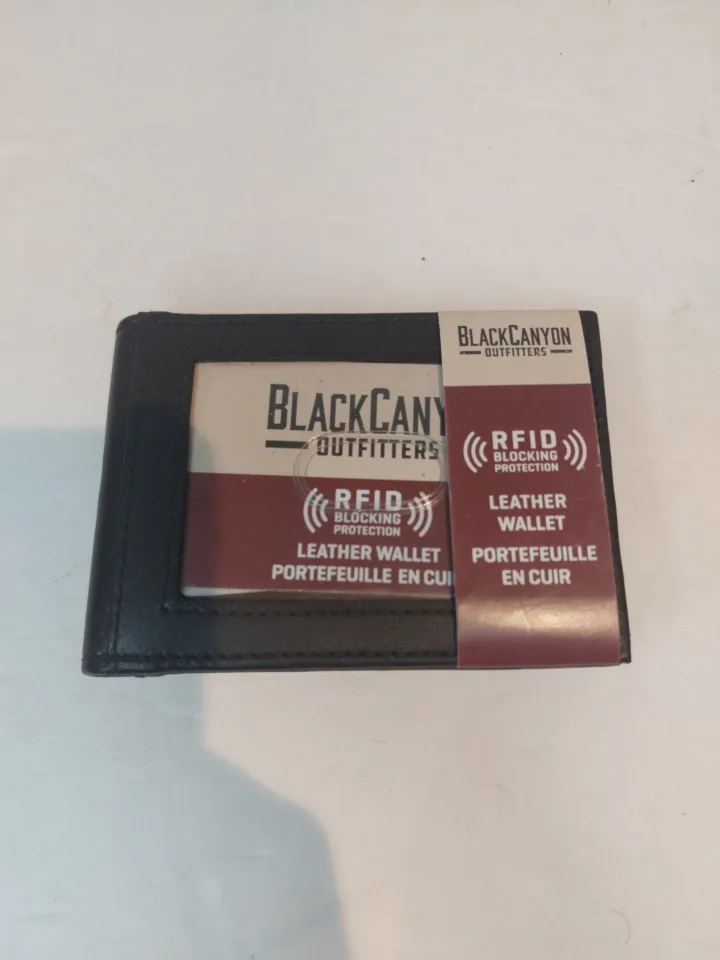 BLACKCANY
OUTFITTERS
RFID
BLOCKING
PROTECTION
LEATHER WALLET
PORTEFEUILLE EN CUI
BLACKCANYON
OUTFITTERS
RFID
BLOCKING
PROTECTION
LEATHER
WALLET
PORTEFEUILLE
EN CUIR